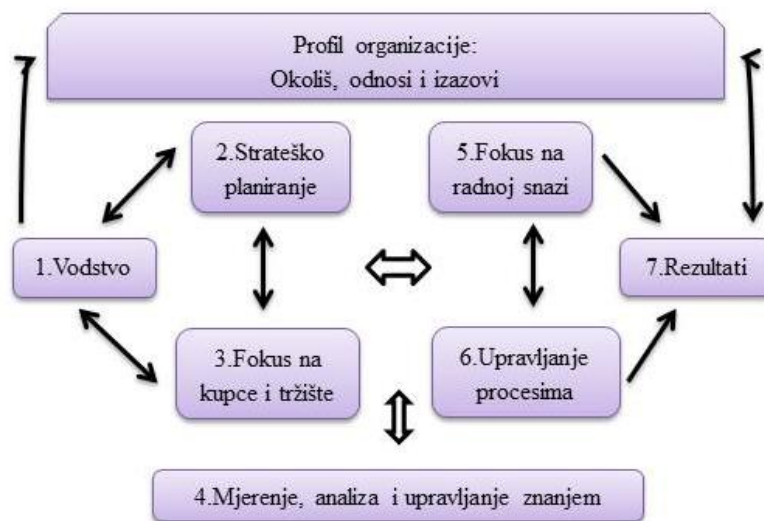 Profil organizacije:
Okoliš, odnosi i izazovi
2.Strateško
planiranje
5.Fokus na
radnoj snazi
1.Vodstvo
7.Rezultati
3.Fokus na
kupce i tržište
6.Upravljanje
procesima
4.Mjerenje, analiza i upravljanje znanjem